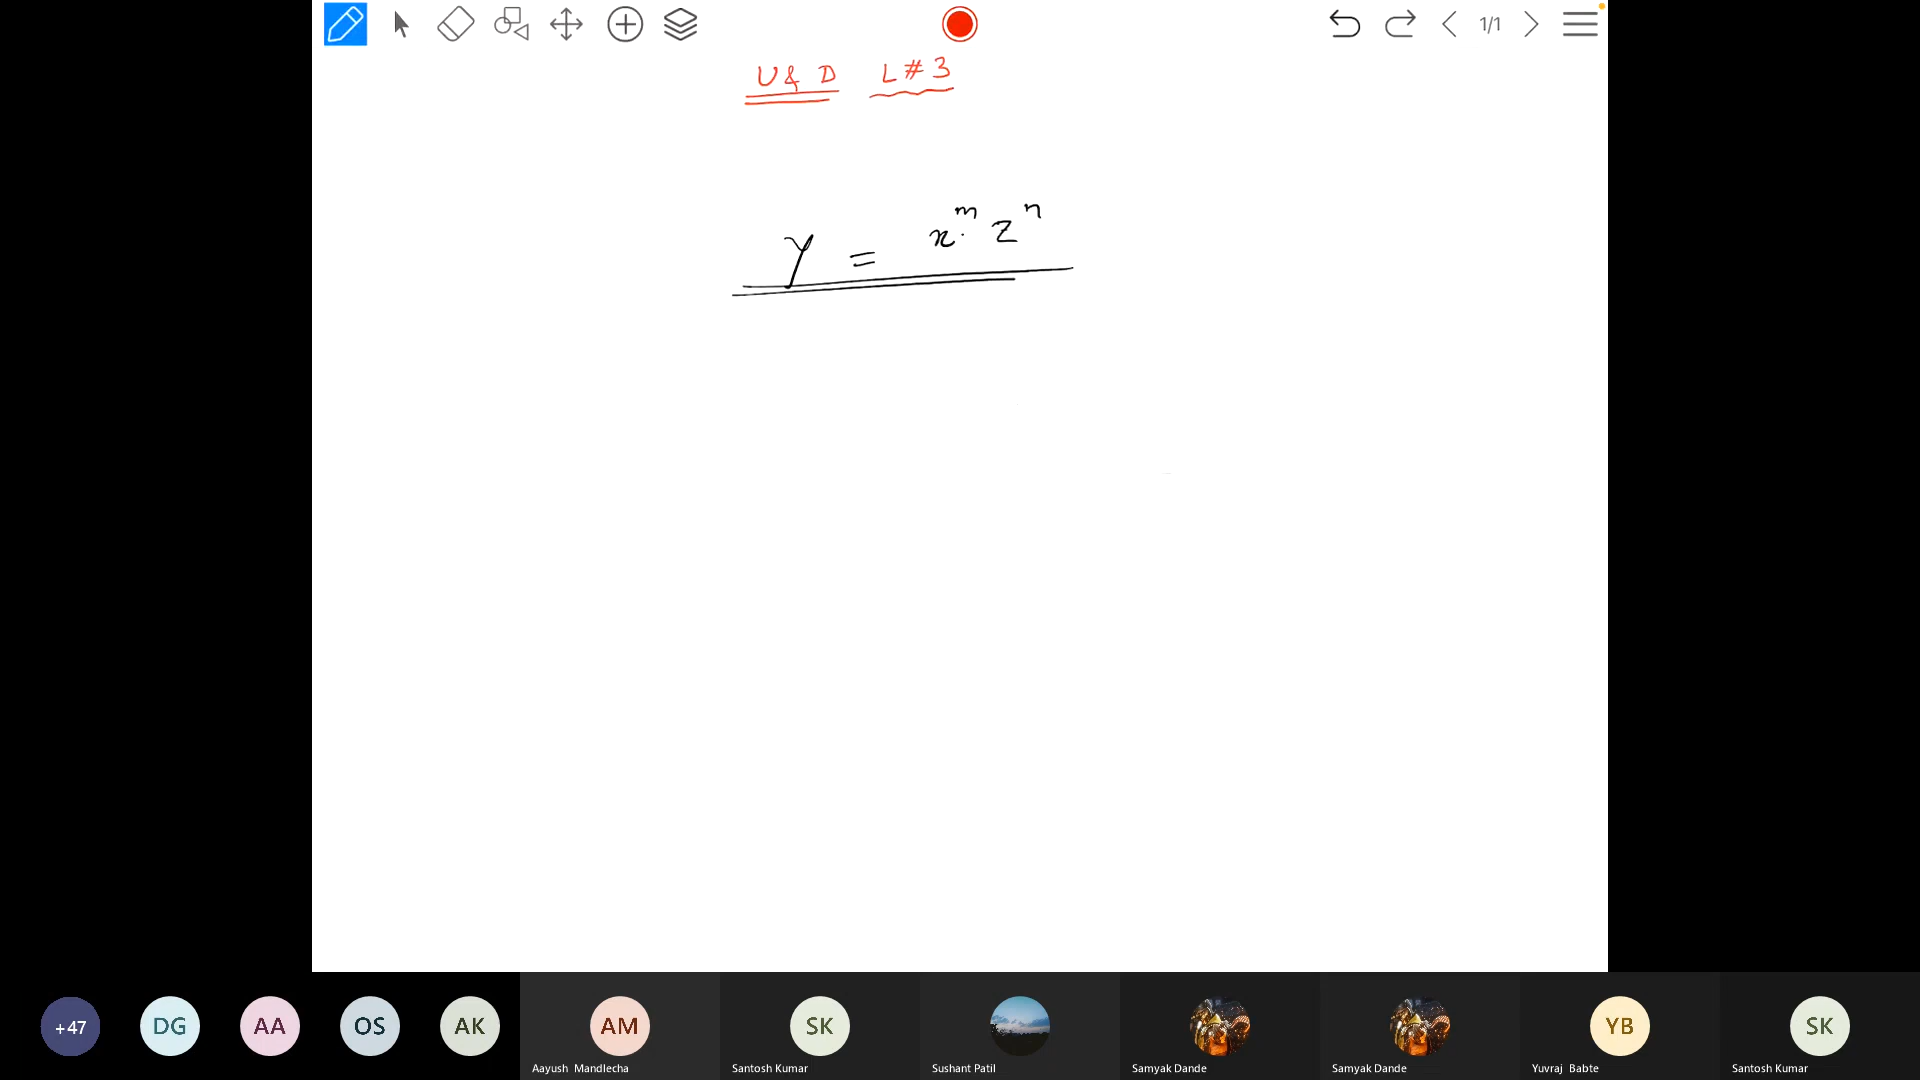 1/1
U & D L # 3
y = x^m . z^n
+47 DG AA OS AK AM SK YB SK
Aayush Mandlecha Santosh Kumar Sushant Patil Samyak Dande Samyak Dande Yuvraj Babte Santosh Kumar